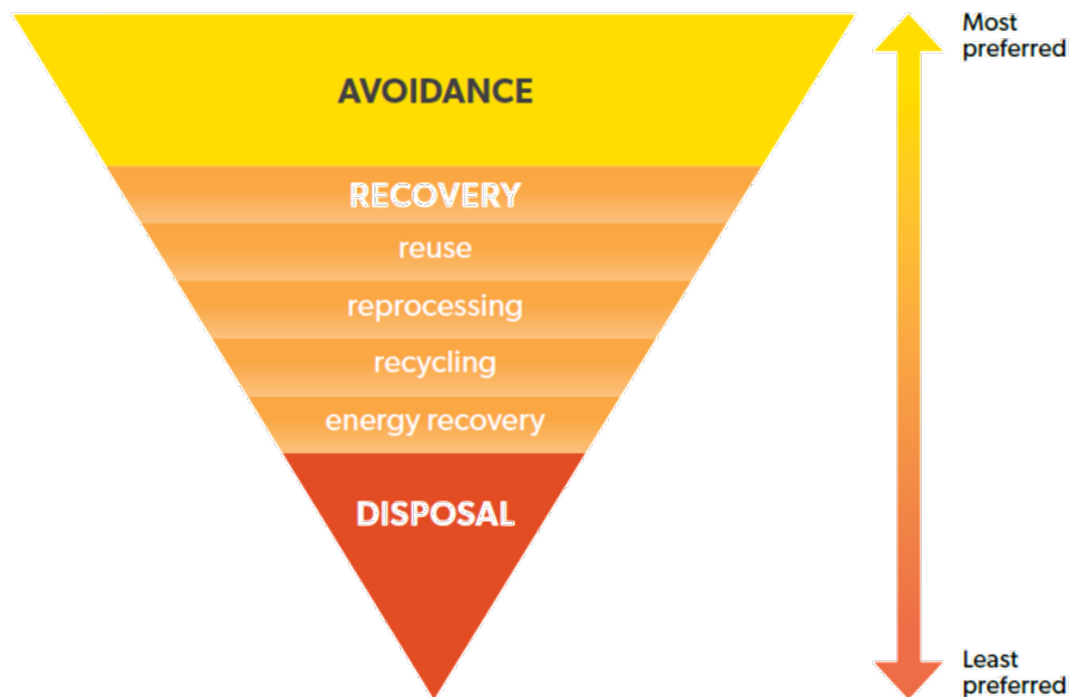 AVOIDANCE
RECOVERY
reuse
reprocessing
recycling
energy recovery
DISPOSAL
Most
preferred
Least
preferred